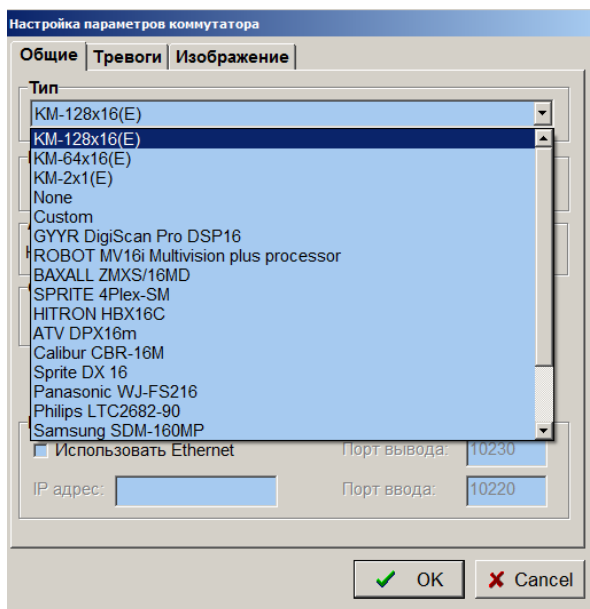 Настройка параметров коммутатора
Общие Тревоги Изображение
Тип
KM-128x16(E)
KM-128x16(E)
KM-64x16(E)
KM-2x1(E)
None
Custom
GYYR DigiScan Pro DSP16
ROBOT MV16i Multivision plus processor
BAXALL ZMXS/16MD
SPRITE 4Plex-SM
HITRON HBX16C
ATV DPX16m
Calibur CBR-16M
Sprite DX 16
Panasonic WJ-FS216
Philips LTC2682-90
Samsung SDM-160MP
Использовать Ethernet Порт вывода: 10230
IP адрес: Порт ввода: 10220
OK Cancel